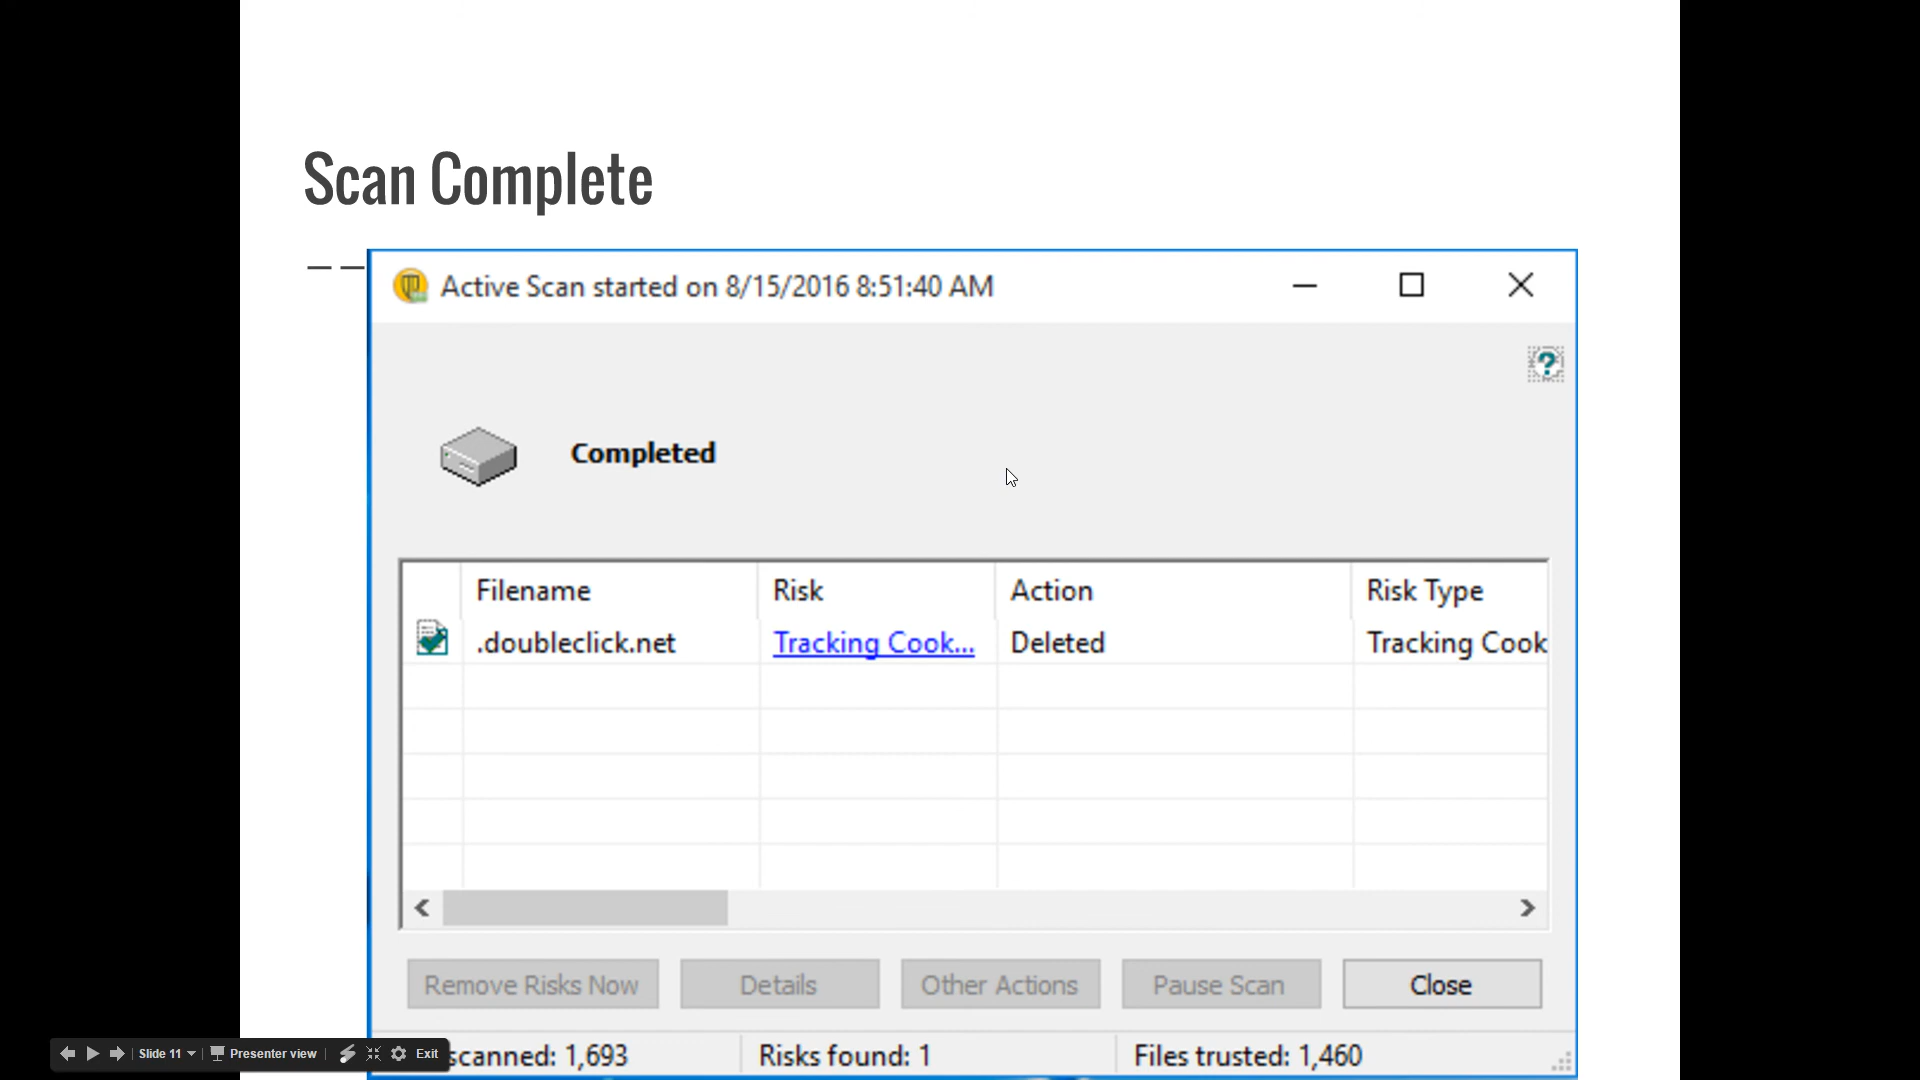 Scan Complete
Active Scan started on 8/15/2016 8:51:40 AM
Completed
Filename Risk Action Risk Type
.doubleclick.net Tracking Cook... Deleted Tracking Cook
Remove Risks Now Details Other Actions Pause Scan Close
scanned: 1,693 Risks found: 1 Files trusted: 1,460
Slide 11 Presenter view Exit